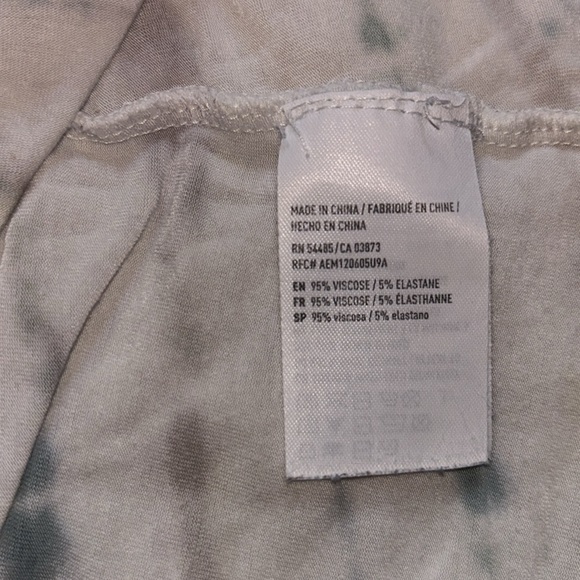 MADE IN CHINA / FABRIQUÉ EN CHINE /
HECHO EN CHINA
RN 54485/CA 03873
RFC# AEM120605U9A
EN 95% VISCOSE / 5% ELASTANE
FR 95% VISCOSE / 5% ÉLASTHANNE
SP 95% viscosa / 5% elastano